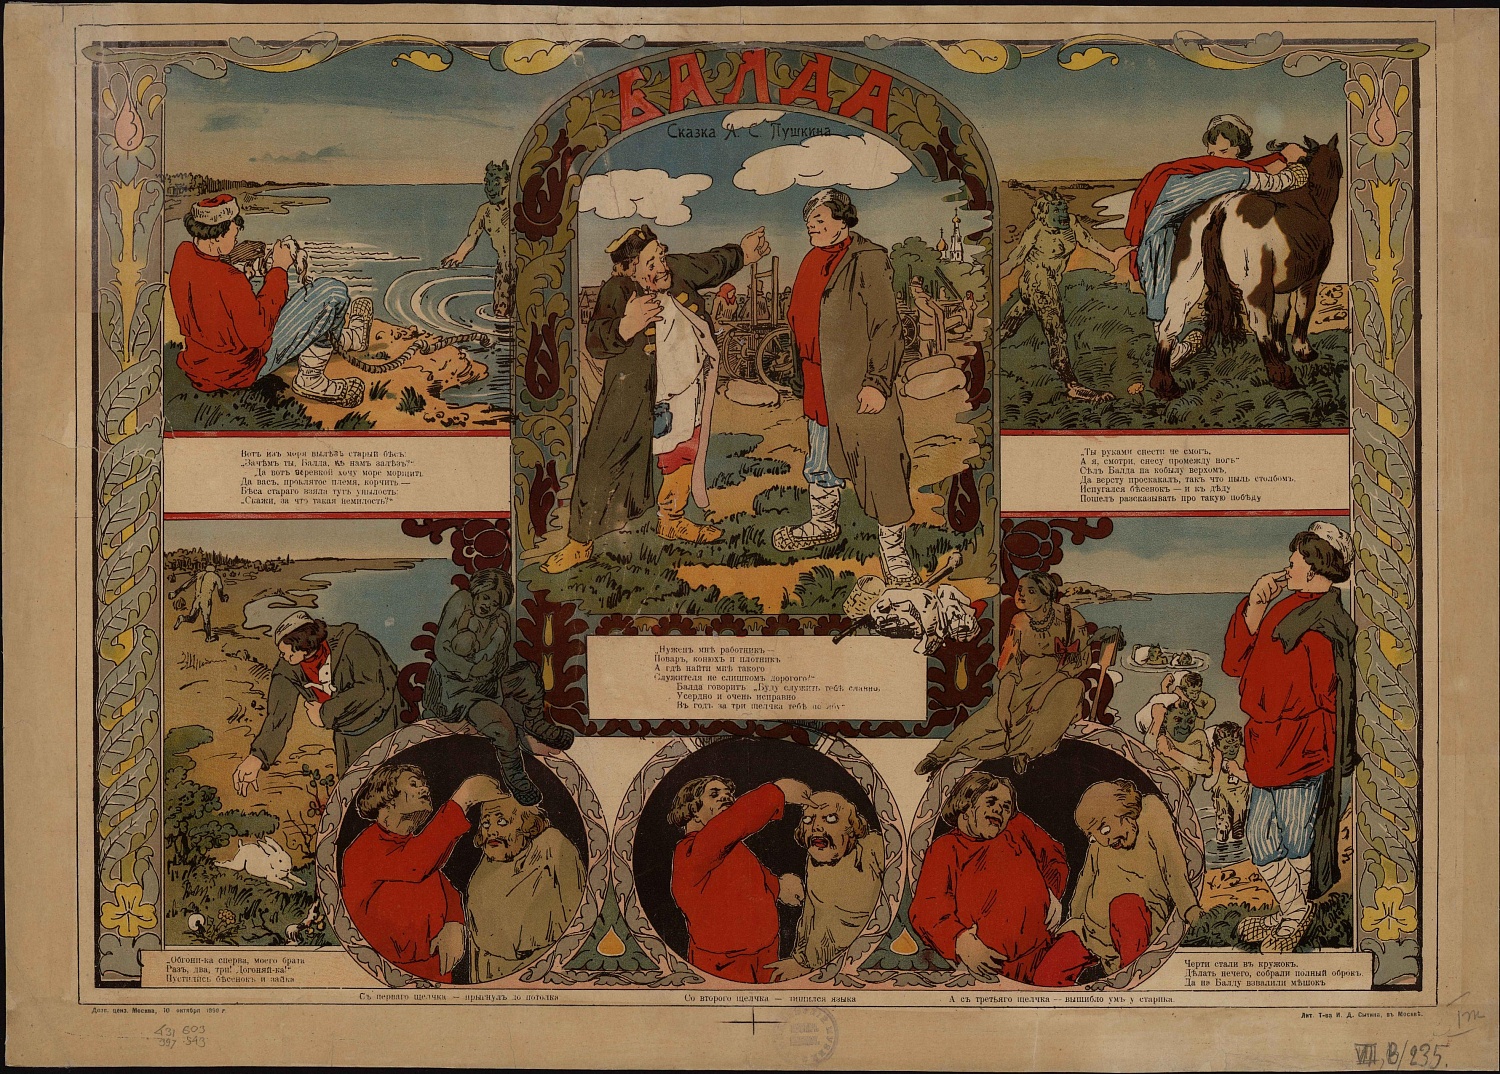 БАЛДА
Сказка А. С. Пушкина
Вотъ изъ моря вылѣзъ старый бѣсъ:
„Зачѣмъ ты, Балда, къ намъ залѣзъ?“
Да вотъ веревкой хочу море морщить
Да васъ, проклятое племя, корчить —
Бѣса стараго взяла тутъ унылость:
„Скажи, за что такая немилость?“
„Ты руками снести не смогъ,
А я, смотри, снесу промежду ногъ“
Сѣлъ Балда на кобылу верхомъ,
Да версту проскакалъ, такъ что пыль столбомъ.
Испугался бѣсенокъ — и къ дѣду
Пошелъ разсказывать про такую побѣду
„Нуженъ мнѣ работникъ —
Поваръ, конюхъ и плотникъ
А гдѣ найти мнѣ такого
Служителя не слишкомъ дорогого?“
Балда говоритъ „Буду служить тебѣ славно,
Усердно и очень исправно
Въ годъ за три щелчка тебѣ по лбу“
„Обгони-ка сперва, моего брата
Разъ, два, три! Догоняй-ка!“
Пустились бѣсенокъ и зайка
Черти стали въ кружокъ.
Дѣлать нечего, собрали полный оброкъ
Да на Балду взвалили мѣшокъ
Съ перваго щелчка — прыгнулъ до потолка
Со второго щелчка — лишился языка
А съ третьяго щелчка — вышибло умъ у старика.
Дозв. ценз. Москва, 10 октября г.
Лит. Т-ва И. Д. Сытина, въ Москвѣ.
431 603
397 543
VII, В/235.